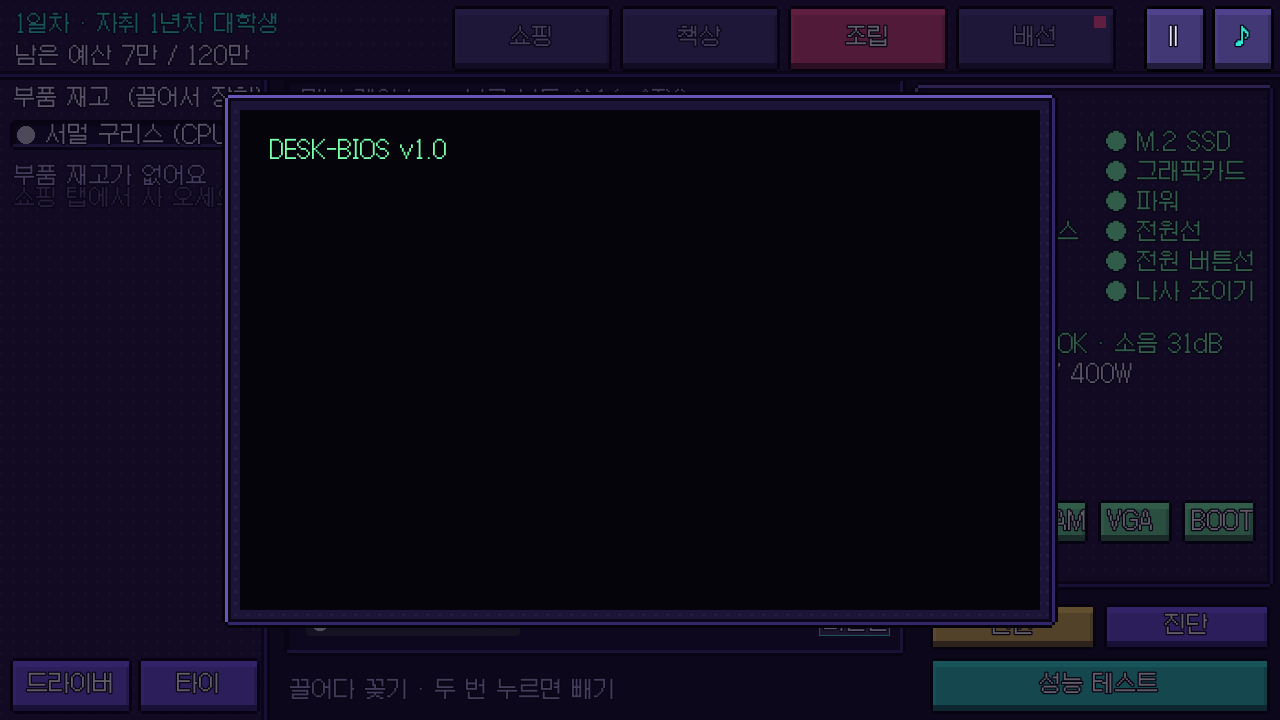 1일차 · 자취 1년차 대학생
남은 예산 7만 / 120만
쇼핑
책상
조립
배선
부품 재고 (끌어서
서멀 구리스 (CPU
부품 재고가 없어요
쇼핑 탭에서 사 오세요
DESK-BIOS v1.0
M.2 SSD
그래픽카드
파워
스
전원선
전원 버튼선
나사 조이기
OK · 소음 31dB
/ 400W
AM
VGA
BOOT
진단
성능 테스트
드라이버
타이
끌어다 꽂기 · 두 번 누르면 빼기